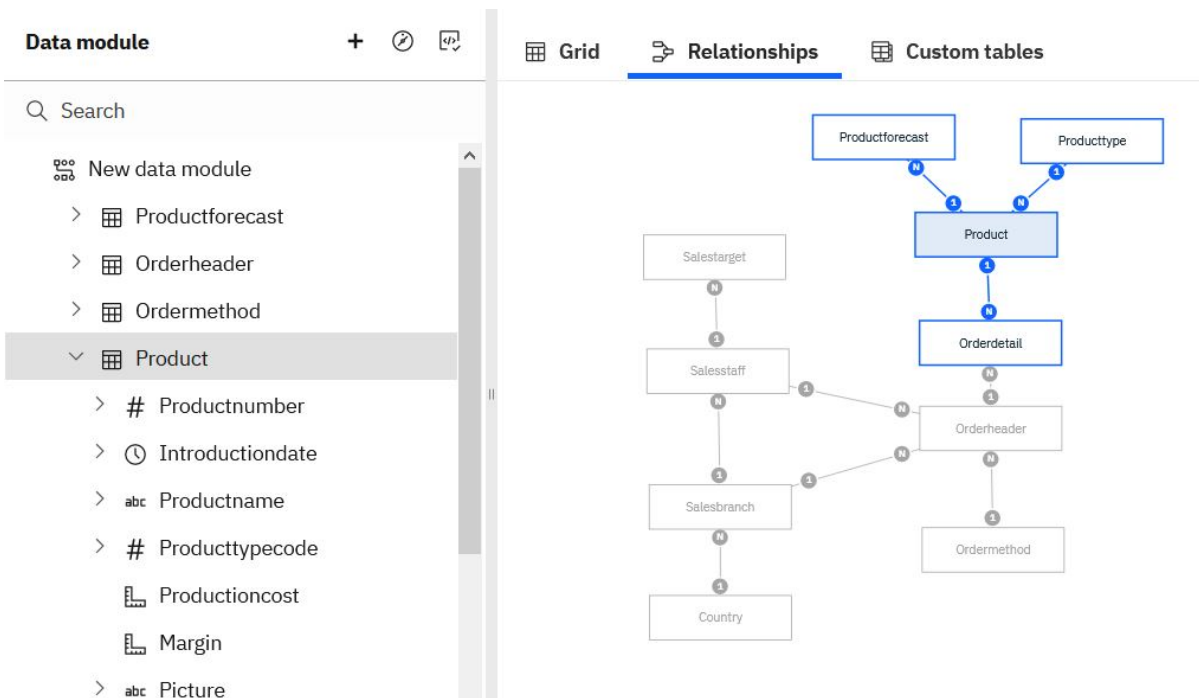 Data module
Search
New data module
Productforecast
Orderheader
Ordermethod
Product
# Productnumber
Introductiondate
abc Productname
# Producttypecode
Productioncost
Margin
abc Picture
Grid
Relationships
Custom tables
Productforecast
Producttype
N
1
1
N
Product
1
N
Orderdetail
N
1
Orderheader
N
1
Ordermethod
Salestarget
N
1
Salesstaff
1
N
N
1
N
1
Salesbranch
N
1
Country